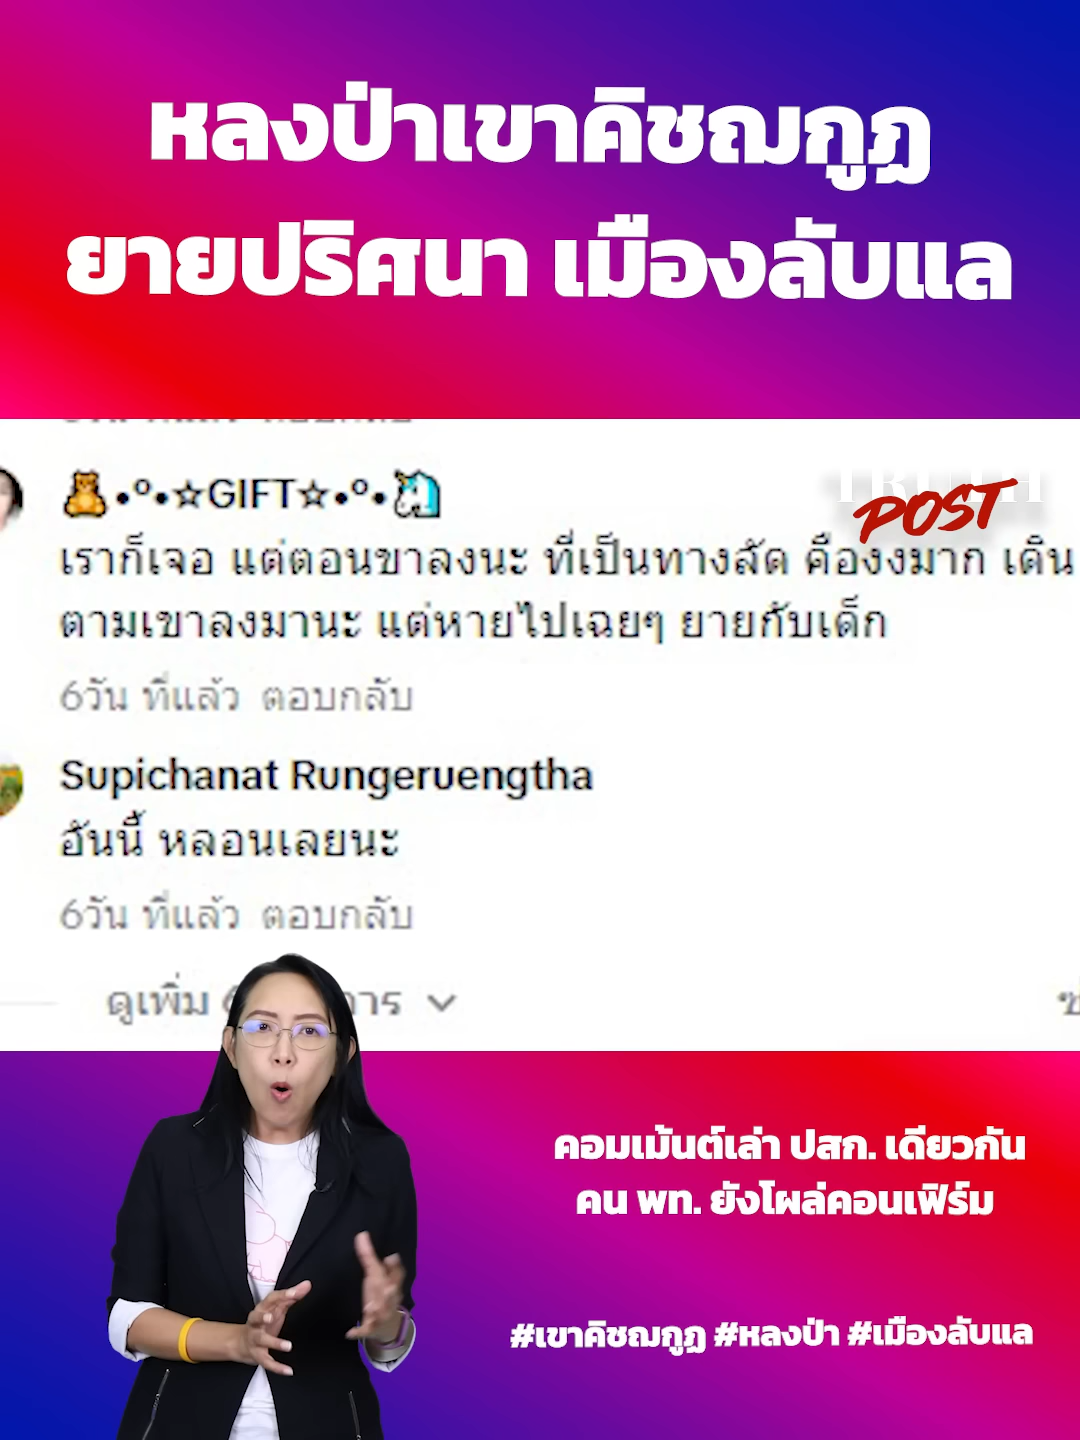 หลงป่าเขาคิชฌกูฏ
ยายปริศนา เมืองลับแล
🧸•°•☆GIFT☆•°•🦄
TRUTH
POST
เราก็เจอ แต่ตอนขาลงนะ ที่เป็นทางลัด คืองงมาก เดิน
ตามเขาลงมานะ แต่หายไปเฉยๆ ยายกับเด็ก
6วัน ที่แล้ว ตอบกลับ
Supichanat Rungeruengtha
อันนี้ หลอนเลยนะ
6วัน ที่แล้ว ตอบกลับ
ดูเพิ่ม
คอมเม้นต์เล่า ปสก. เดียวกัน
คน พท. ยังโผล่คอนเฟิร์ม
#เขาคิชฌกูฏ #หลงป่า #เมืองลับแล